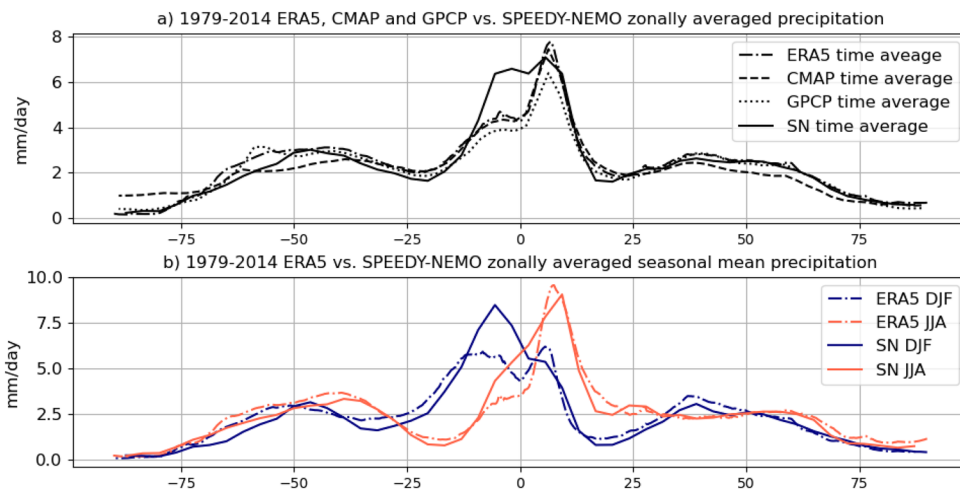 a) 1979-2014 ERA5, CMAP and GPCP vs. SPEEDY-NEMO zonally averaged precipitation
8
6
4
2
0
mm/day
ERA5 time aveage
CMAP time average
GPCP time average
SN time average
−75 −50 −25 0 25 50 75
b) 1979-2014 ERA5 vs. SPEEDY-NEMO zonally averaged seasonal mean precipitation
10.0
7.5
5.0
2.5
0.0
mm/day
ERA5 DJF
ERA5 JJA
SN DJF
SN JJA
−75 −50 −25 0 25 50 75